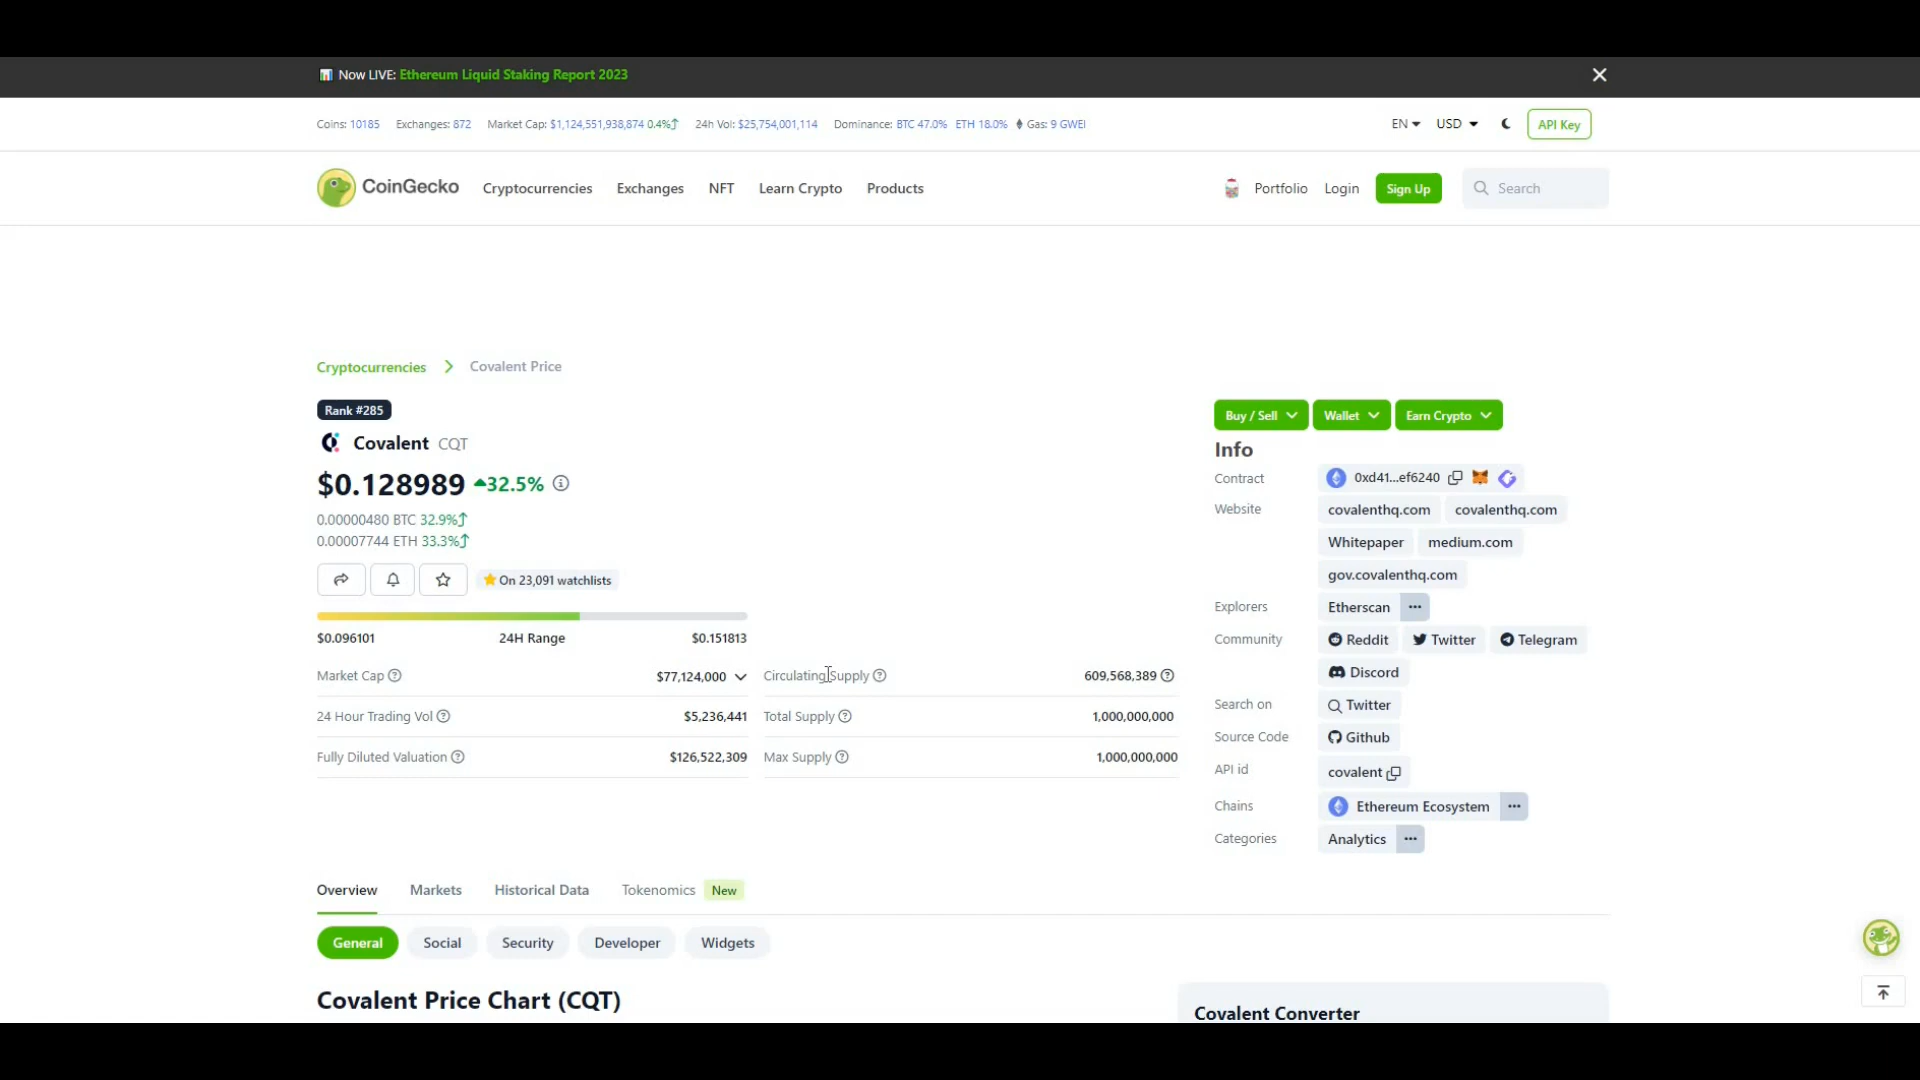 Now LIVE: Ethereum Liquid Staking Report 2023
Coins: 10185 Exchanges: 872 Market Cap: $1,124,551,938,874 0.4% 24h Vol: $25,754,001,114 Dominance: BTC 47.0% ETH 18.0% Gas: 9 GWEI
EN USD API Key
CoinGecko Cryptocurrencies Exchanges NFT Learn Crypto Products Portfolio Login Sign Up Search
Cryptocurrencies > Covalent Price
Rank #285
Covalent CQT
$0.128989 32.5%
0.00000480 BTC 32.9%
0.00007744 ETH 33.3%
On 23,091 watchlists
$0.096101 24H Range $0.151813
Market Cap $77,124,000
24 Hour Trading Vol $5,236,441
Fully Diluted Valuation $126,522,309
Circulating Supply 609,568,389
Total Supply 1,000,000,000
Max Supply 1,000,000,000
Buy / Sell Wallet Earn Crypto
Info
Contract 0xd41...ef6240
Website covalenthq.com covalenthq.com
Whitepaper medium.com
gov.covalenthq.com
Explorers Etherscan ...
Community Reddit Twitter Telegram
Discord
Search on Twitter
Source Code Github
API id covalent
Chains Ethereum Ecosystem ...
Categories Analytics ...
Overview Markets Historical Data Tokenomics New
General Social Security Developer Widgets
Covalent Price Chart (CQT)
Covalent Converter